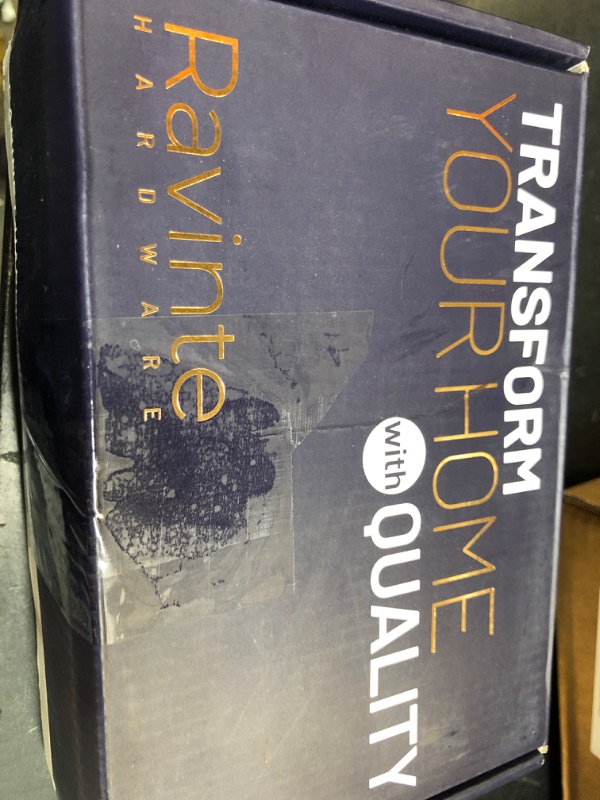 TRANSFORM
YOUR HOME
with QUALITY
Ravinte
HARDWARE